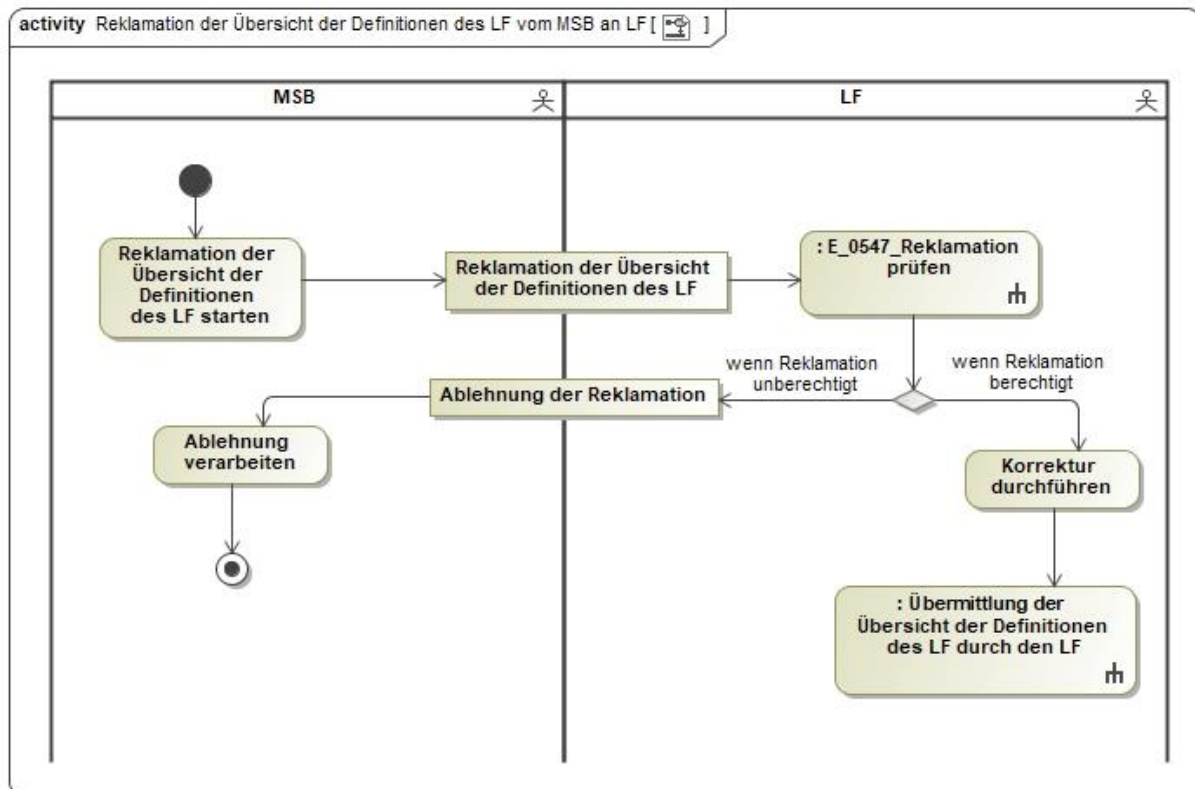 activity Reklamation der Übersicht der Definitionen des LF vom MSB an LF [ ]
MSB
LF
Reklamation der
Übersicht der
Definitionen
des LF starten
Reklamation der Übersicht
der Definitionen des LF
: E_0547_Reklamation
prüfen
wenn Reklamation
unberechtigt
wenn Reklamation
berechtigt
Ablehnung der Reklamation
Ablehnung
verarbeiten
Korrektur
durchführen
: Übermittlung der
Übersicht der Definitionen
des LF durch den LF